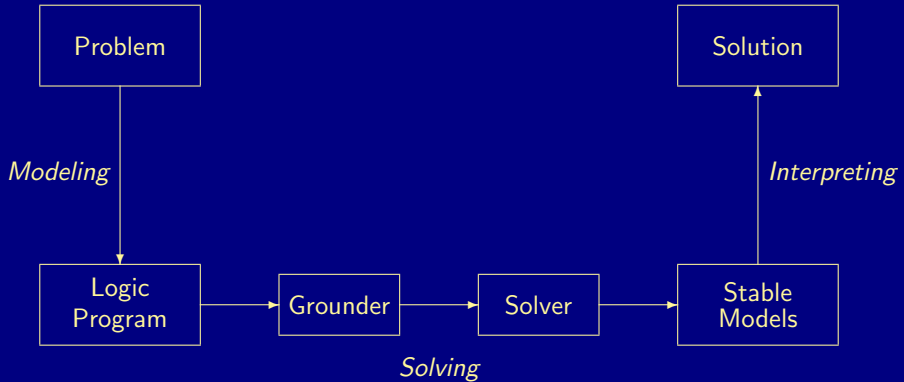 Problem
Solution
Modeling
Interpreting
Logic
Program
Grounder
Solver
Stable
Models
Solving